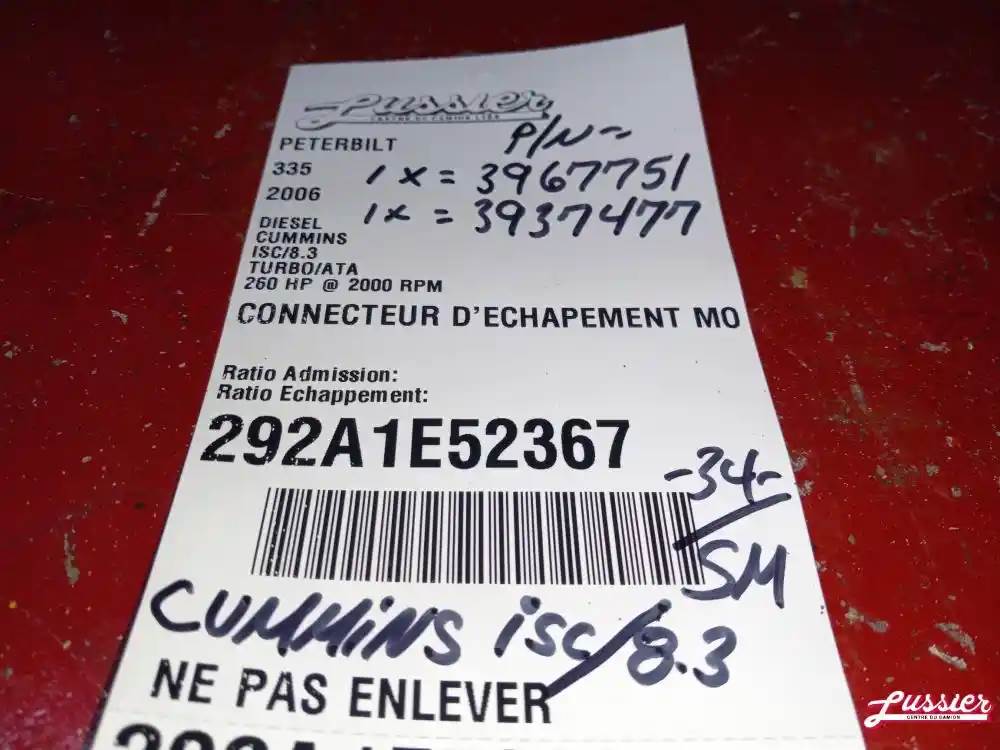 Lussier
CENTRE DU CAMION LTEE
P/N~
PETERBILT
335
1 x = 3967751
2006
1x = 3937477
DIESEL
CUMMINS
ISC/8.3
TURBO/ATA
260 HP @ 2000 RPM
CONNECTEUR D'ECHAPEMENT MO
Ratio Admission:
Ratio Echappement:
292A1E52367
-34-
SM
CUMMINS ISC/8.3
NE PAS ENLEVER
Lussier
CENTRE DU CAMION